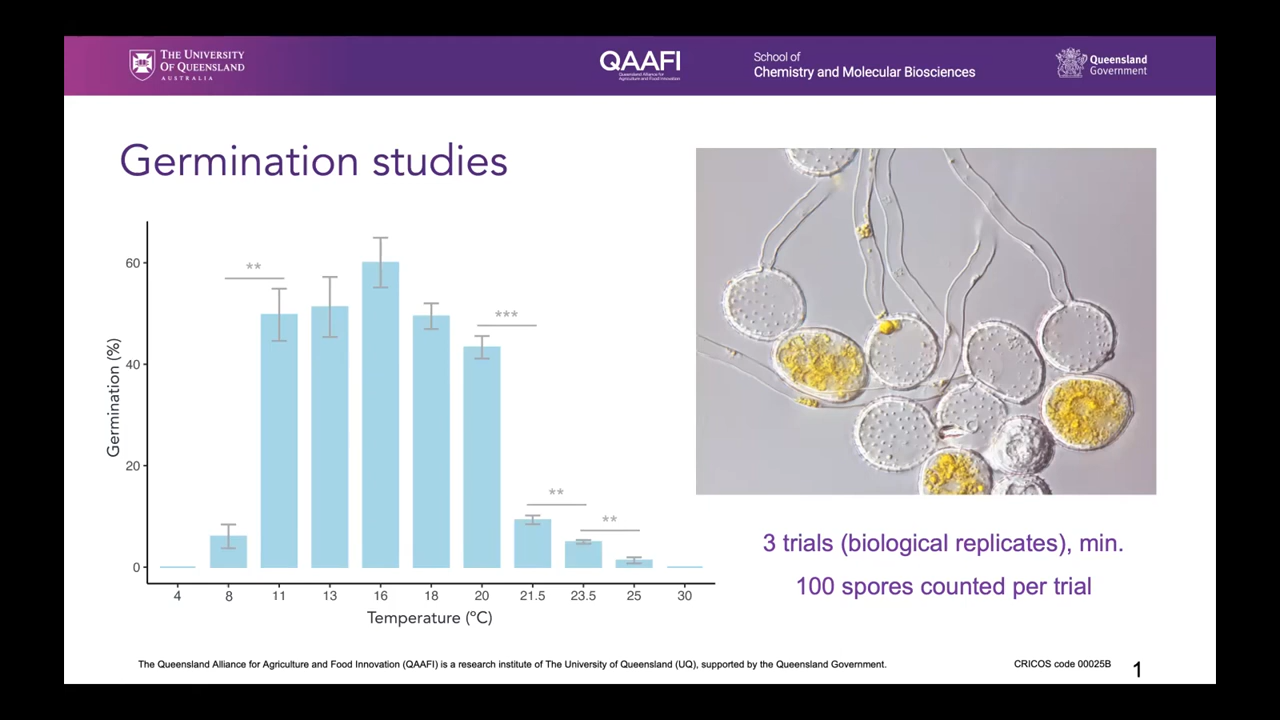 THE UNIVERSITY
OF QUEENSLAND
AUSTRALIA
QAAFI
Queensland Alliance for
Agriculture and Food Innovation
School of
Chemistry and Molecular Biosciences
Queensland
Government
Germination studies
Germination (%)
60
40
20
0
**
***
**
**
4 8 11 13 16 18 20 21.5 23.5 25 30
Temperature (ºC)
3 trials (biological replicates), min.
100 spores counted per trial
The Queensland Alliance for Agriculture and Food Innovation (QAAFI) is a research institute of The University of Queensland (UQ), supported by the Queensland Government.
CRICOS code 00025B
1